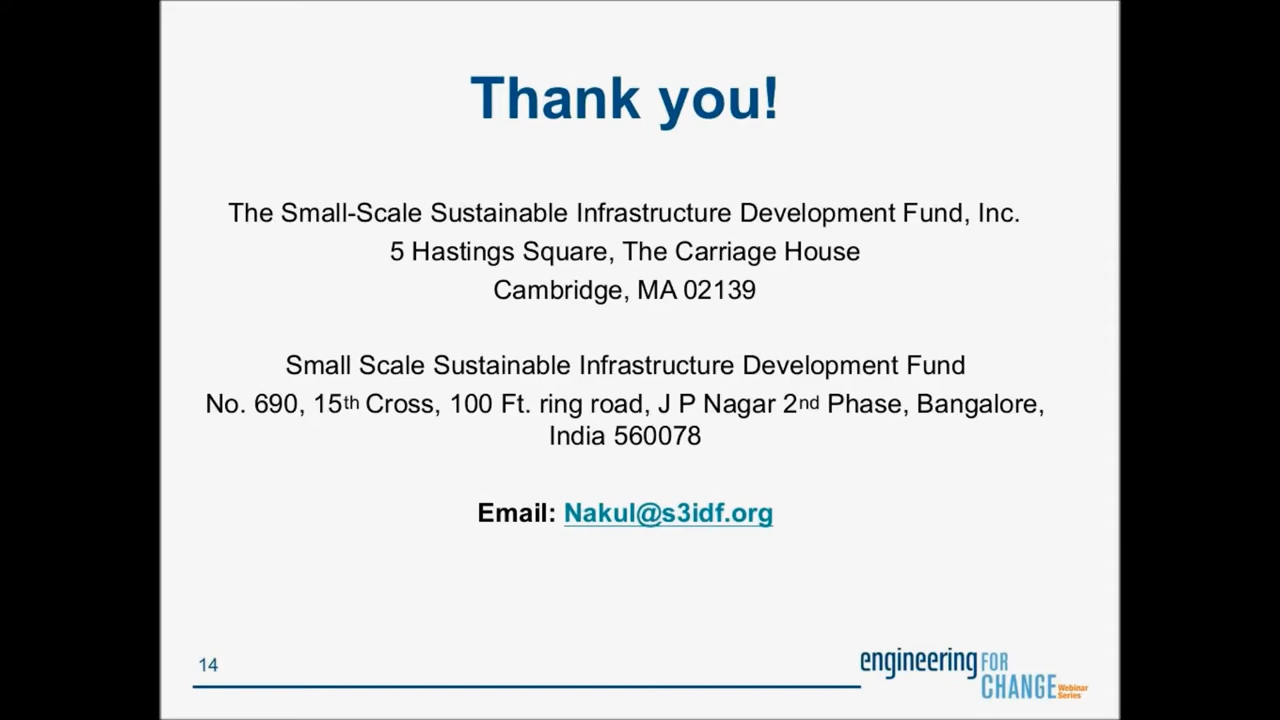 Thank you!
The Small-Scale Sustainable Infrastructure Development Fund, Inc.
5 Hastings Square, The Carriage House
Cambridge, MA 02139
Small Scale Sustainable Infrastructure Development Fund
No. 690, 15th Cross, 100 Ft. ring road, J P Nagar 2nd Phase, Bangalore,
India 560078
Email: Nakul@s3idf.org
14
engineering FOR
CHANGE Webinar
Series